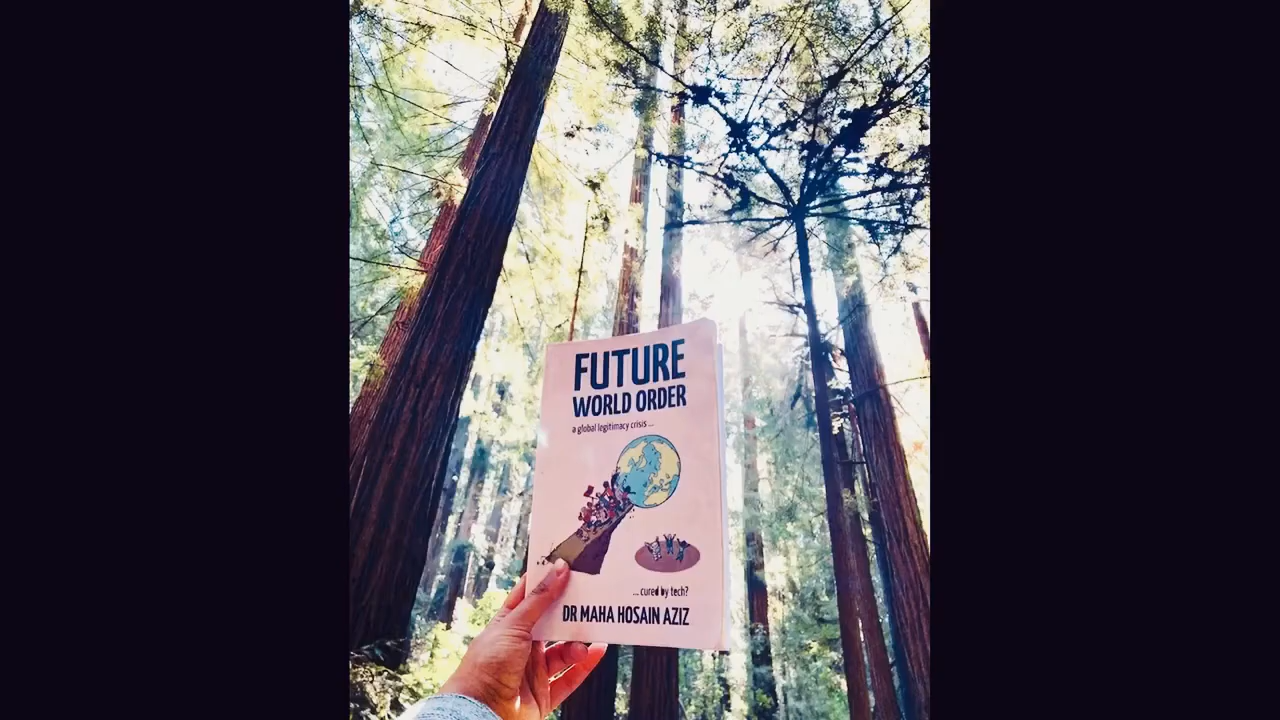 FUTURE
WORLD ORDER
a global legitimacy crisis ...
... cured by tech?
DR MAHA HOSAIN AZIZ